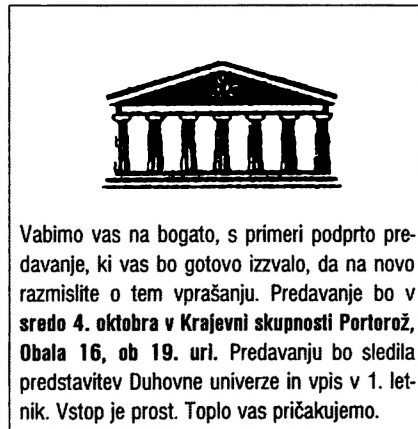 Vabimo vas na bogato, s primeri podprto pre-
davanje, ki vas bo gotovo izzvalo, da na novo
razmislite o tem vprašanju. Predavanje bo v
sredo 4. oktobra v Krajevni skupnosti Portorož,
Obala 16, ob 19. uri. Predavanju bo sledila
predstavitev Duhovne univerze in vpis v 1. let-
nik. Vstop je prost. Toplo vas pričakujemo.